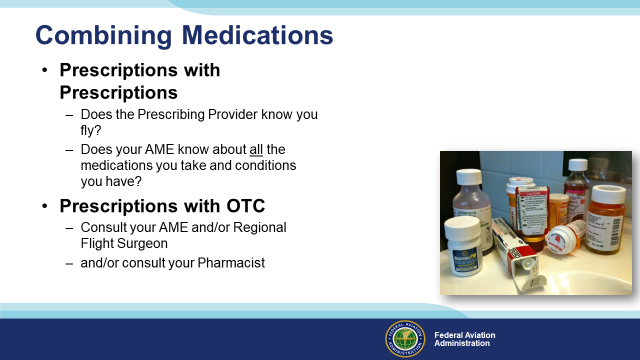 Combining Medications
• Prescriptions with
Prescriptions
– Does the Prescribing Provider know you
fly?
– Does your AME know about all the
medications you take and conditions
you have?
• Prescriptions with OTC
– Consult your AME and/or Regional
Flight Surgeon
– and/or consult your Pharmacist
Federal Aviation
Administration